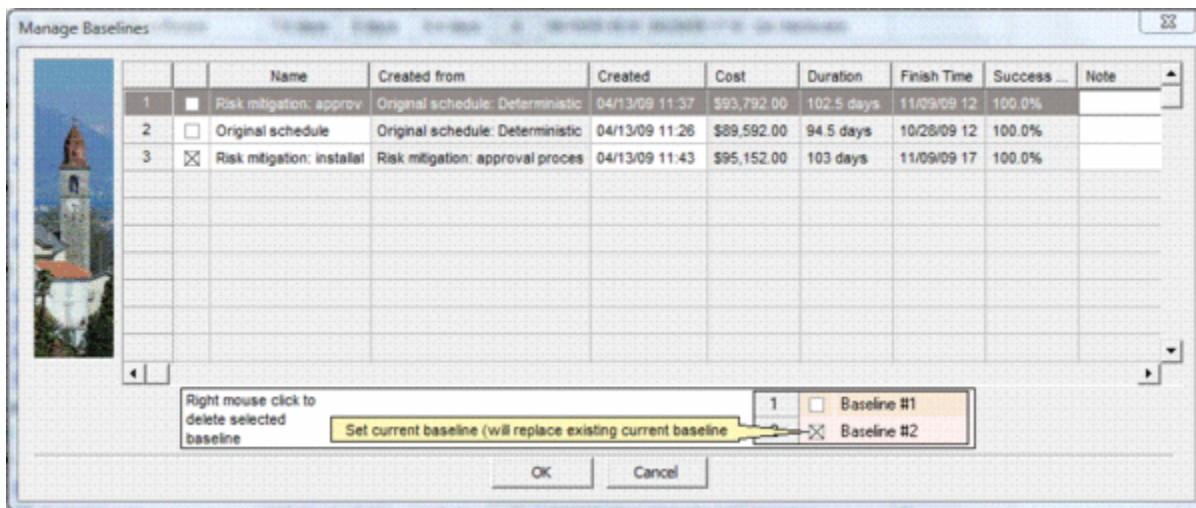 Manage Baselines
Name Created from Created Cost Duration Finish Time Success ... Note
1 Risk mitigation: approv Original schedule: Deterministic 04/13/09 11:37 $93,792.00 102.5 days 11/09/09 12 100.0%
2 Original schedule Original schedule: Deterministic 04/13/09 11:26 $89,592.00 94.5 days 10/28/09 12 100.0%
3 Risk mitigation: installat Risk mitigation: approval proces 04/13/09 11:43 $95,152.00 103 days 11/09/09 17 100.0%
Right mouse click to
delete selected
baseline
Set current baseline (will replace existing current baseline
1 Baseline #1
2 Baseline #2
OK Cancel